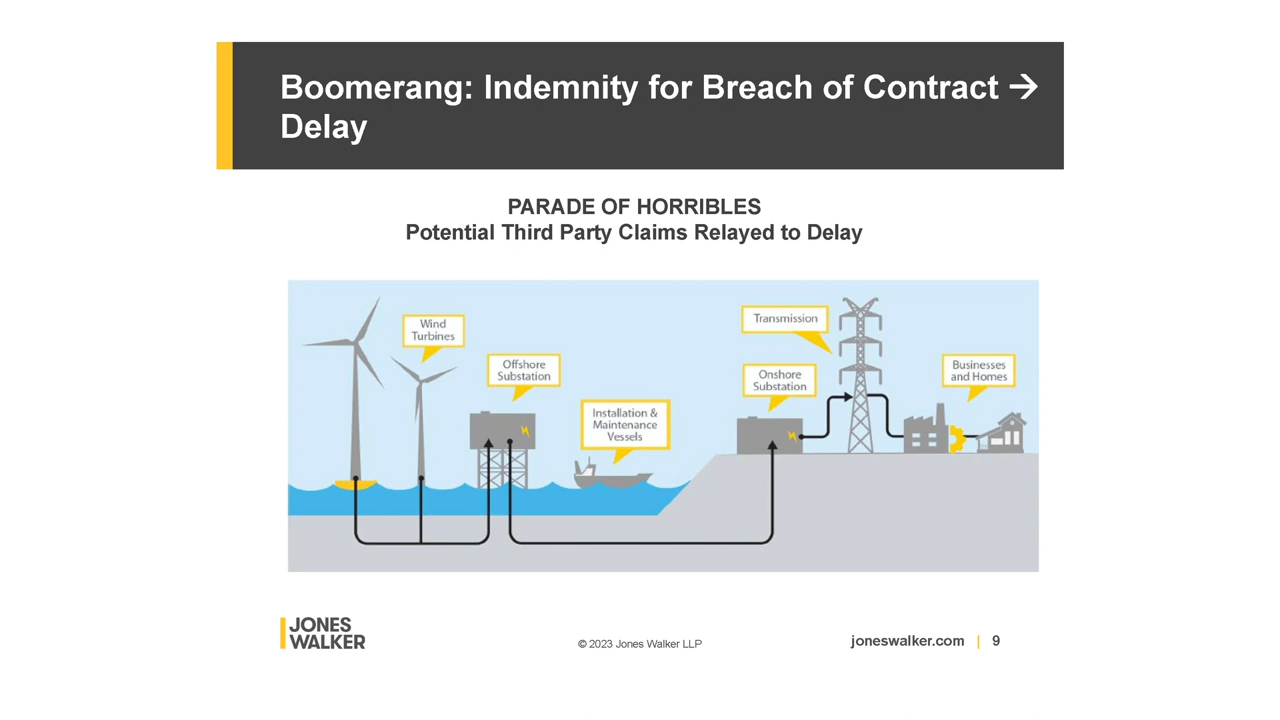 Boomerang: Indemnity for Breach of Contract →
Delay
PARADE OF HORRIBLES
Potential Third Party Claims Relayed to Delay
Wind
Turbines
Offshore
Substation
Installation &
Maintenance
Vessels
Transmission
Onshore
Substation
Businesses
and Homes
JONES
WALKER
© 2023 Jones Walker LLP
joneswalker.com | 9